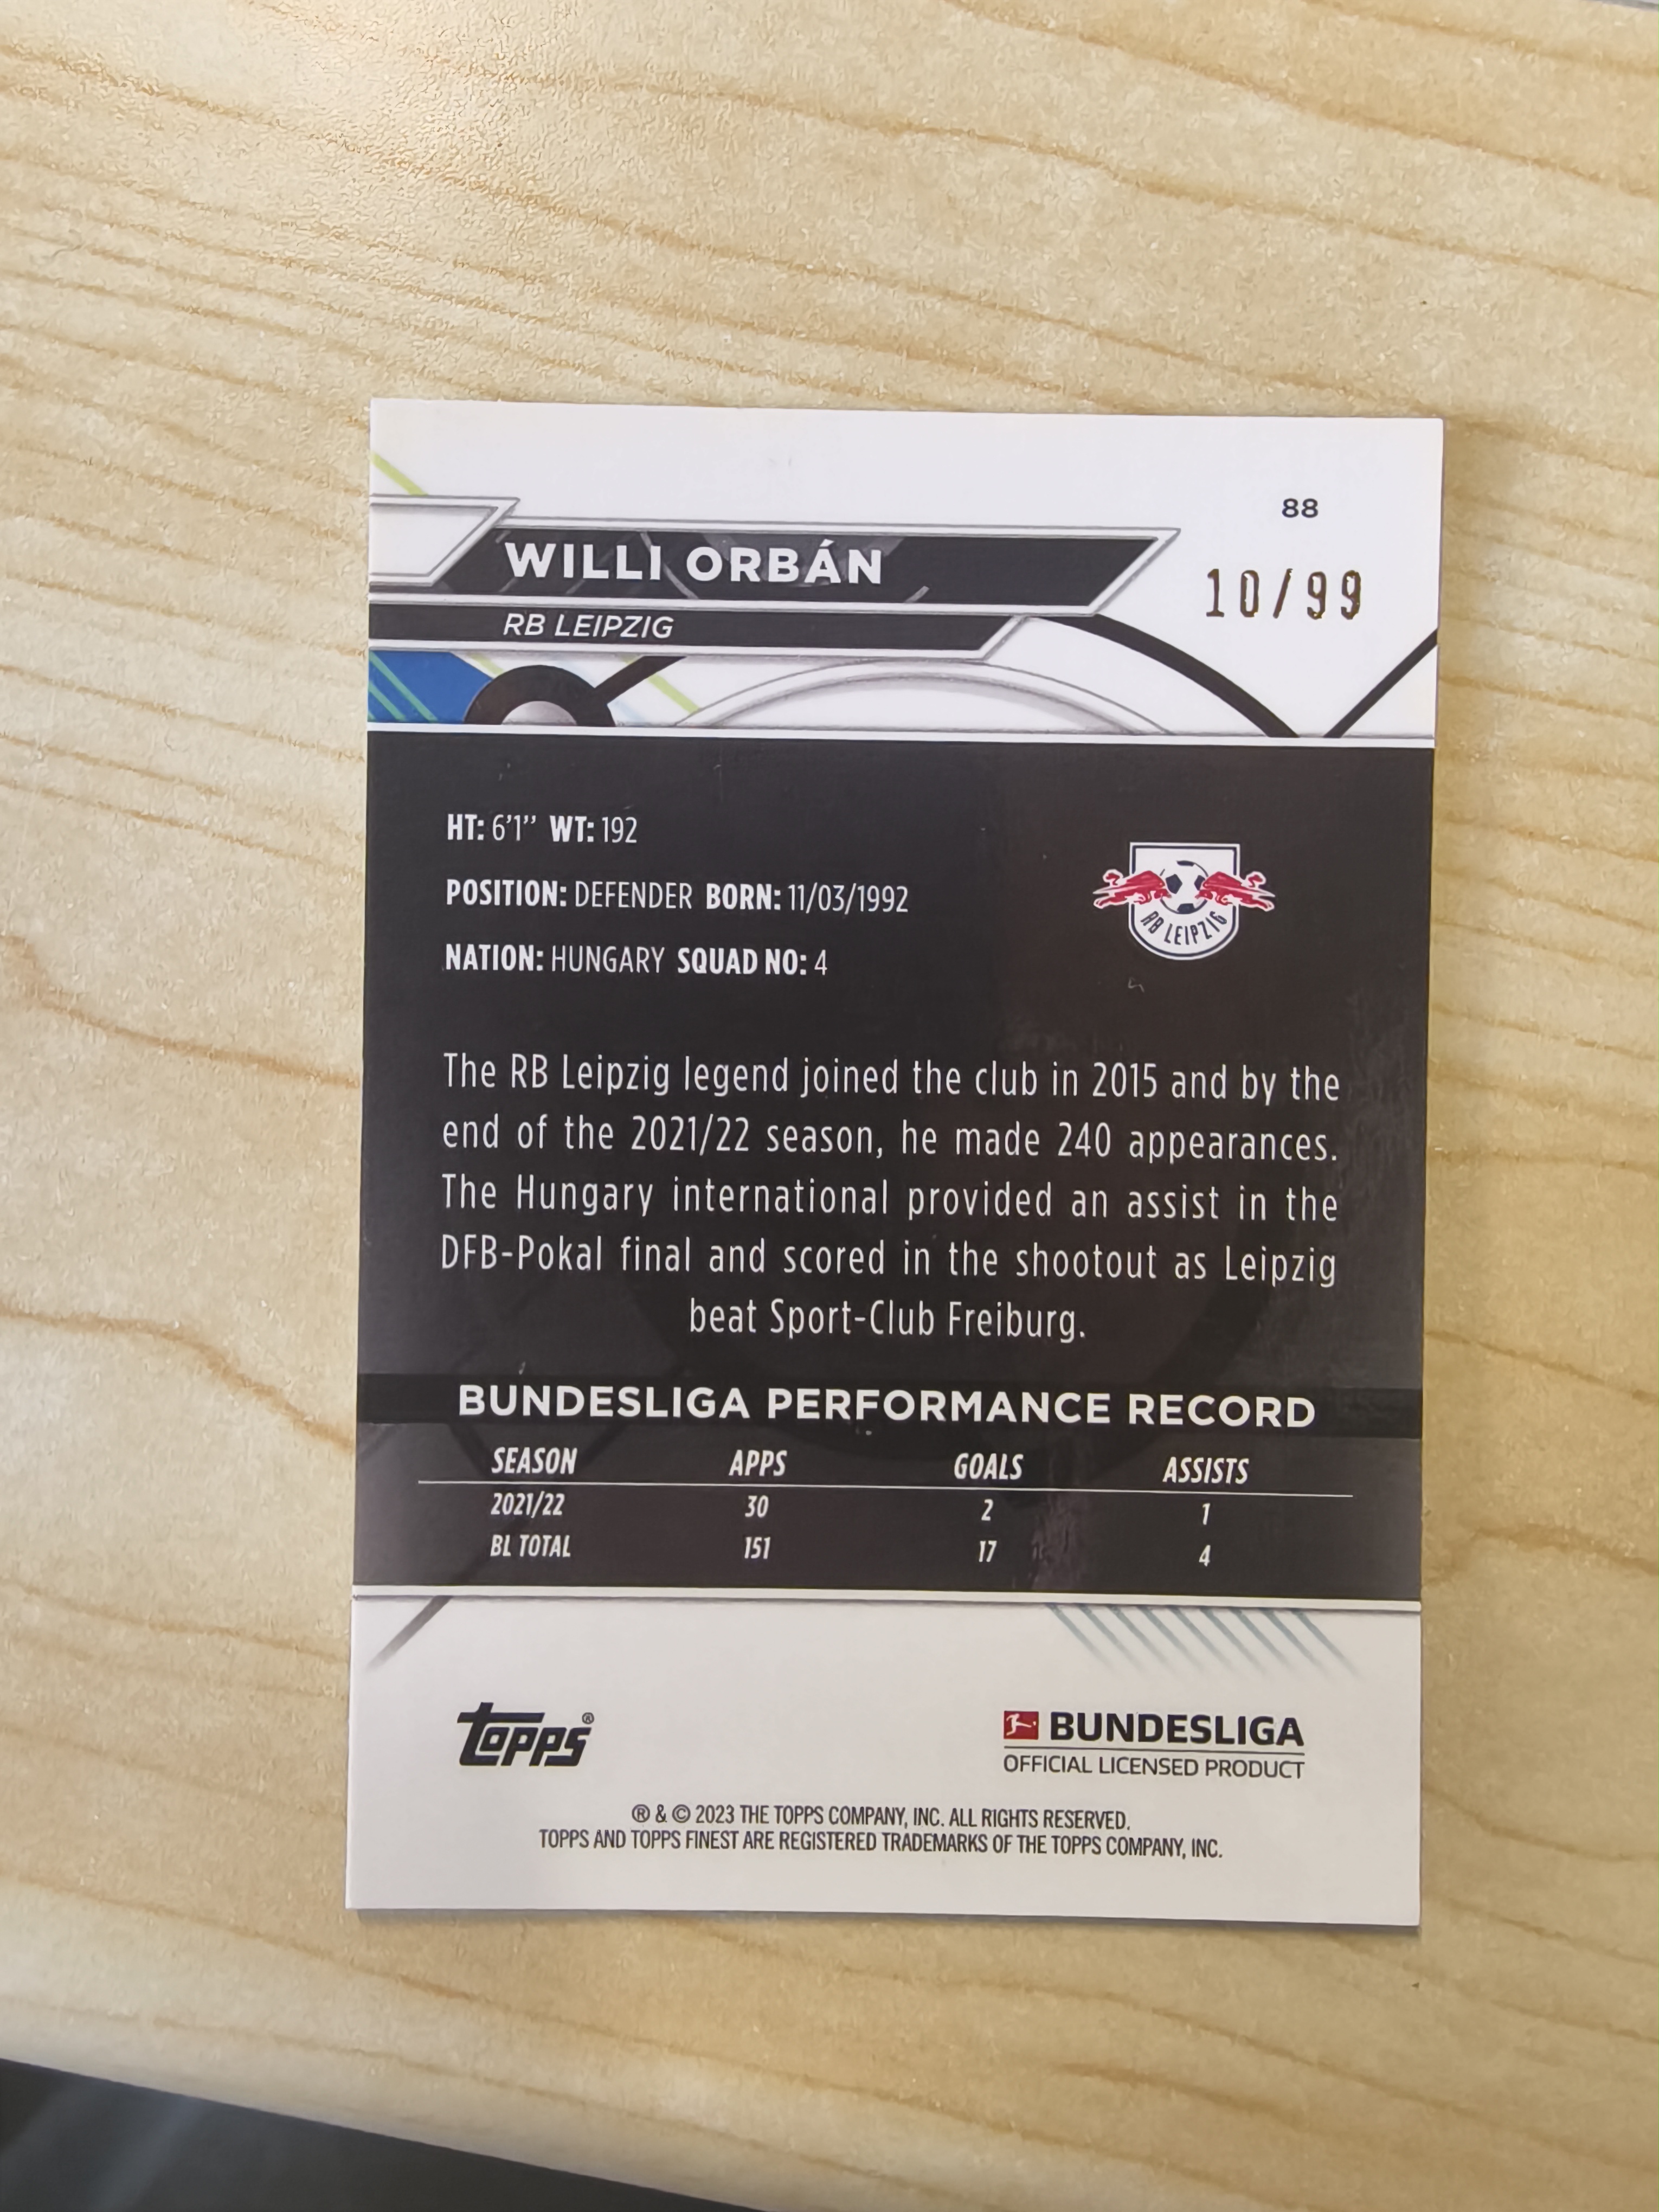 88
WILLI ORBÁN
10/99
RB LEIPZIG
HT: 6'1’’ WT: 192
POSITION: DEFENDER BORN: 11/03/1992
NATION: HUNGARY SQUAD NO: 4
RB LEIPZIG
The RB Leipzig legend joined the club in 2015 and by the
end of the 2021/22 season, he made 240 appearances.
The Hungary international provided an assist in the
DFB-Pokal final and scored in the shootout as Leipzig
beat Sport-Club Freiburg.
BUNDESLIGA PERFORMANCE RECORD
SEASON APPS GOALS ASSISTS
2021/22 30 2 1
BL TOTAL 151 17 4
topps®
BUNDESLIGA
OFFICIAL LICENSED PRODUCT
® & © 2023 THE TOPPS COMPANY, INC. ALL RIGHTS RESERVED.
TOPPS AND TOPPS FINEST ARE REGISTERED TRADEMARKS OF THE TOPPS COMPANY, INC.